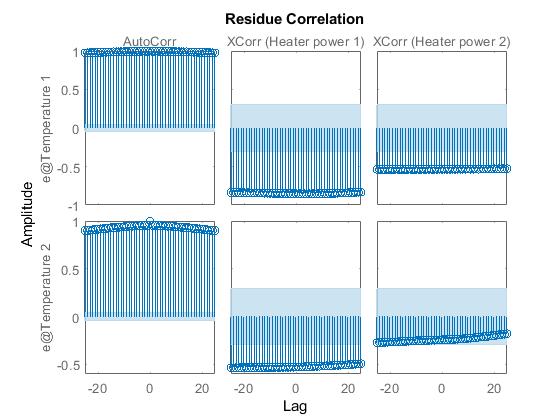 Residue Correlation
AutoCorr
XCorr (Heater power 1)
XCorr (Heater power 2)
Amplitude
e@Temperature 1
1
0.5
0
-0.5
-1
e@Temperature 2
1
0.5
0
-0.5
-20 0 20
-20 0 20
-20 0 20
Lag